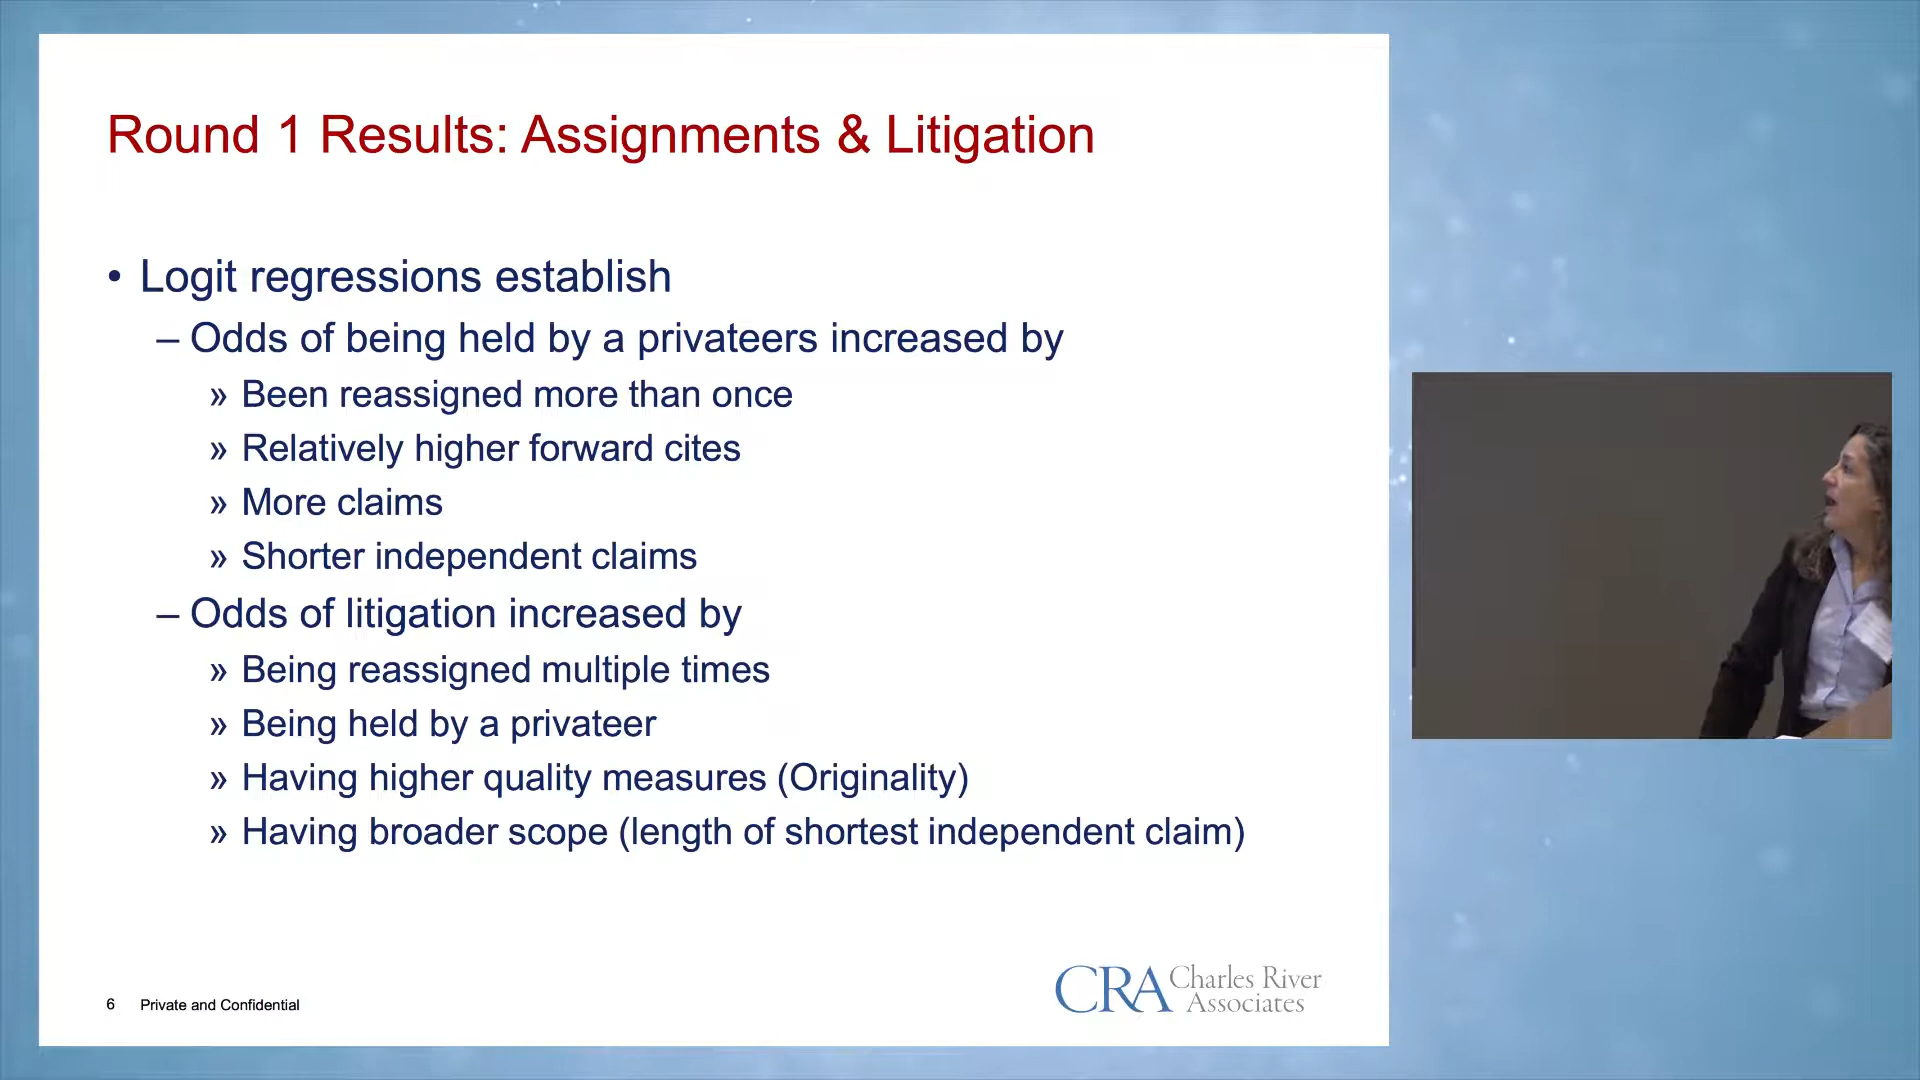 Round 1 Results: Assignments & Litigation
• Logit regressions establish
– Odds of being held by a privateers increased by
» Been reassigned more than once
» Relatively higher forward cites
» More claims
» Shorter independent claims
– Odds of litigation increased by
» Being reassigned multiple times
» Being held by a privateer
» Having higher quality measures (Originality)
» Having broader scope (length of shortest independent claim)
6 Private and Confidential
CRA Charles River
Associates